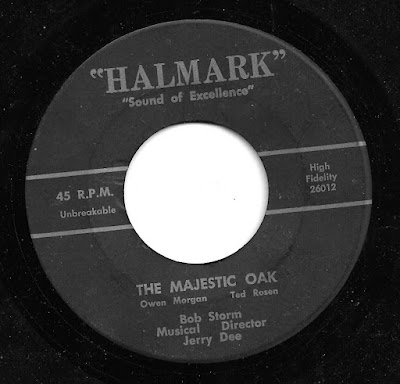 "HALMARK"
"Sound of Excellence"
45 R.P.M.
Unbreakable
High
Fidelity
26012
THE MAJESTIC OAK
Owen Morgan Ted Rosen
Bob Storm
Musical Director
Jerry Dee